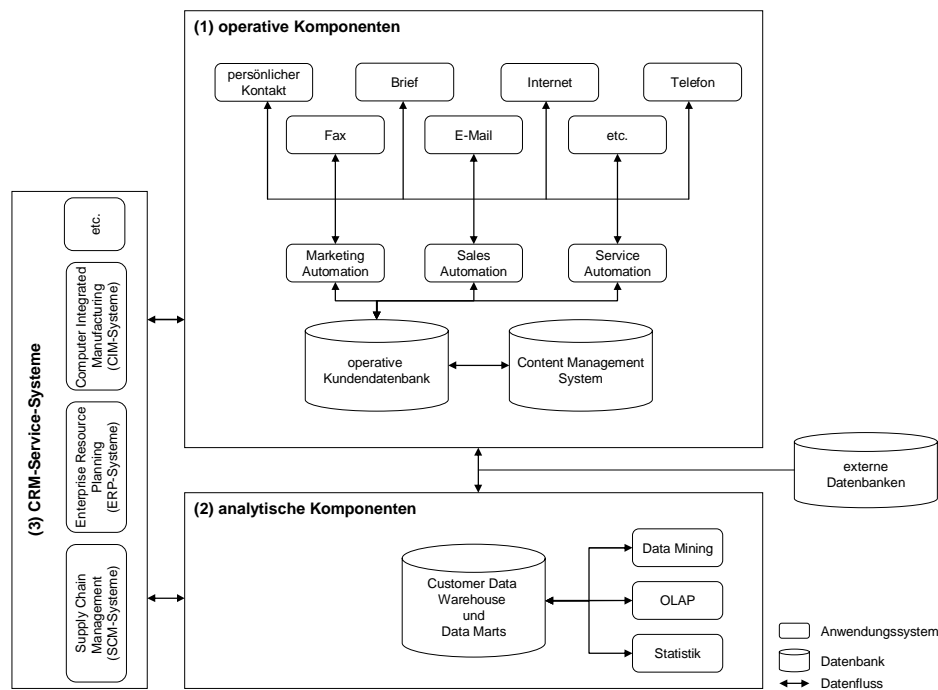 (1) operative Komponenten
persönlicher
Kontakt
Brief
Internet
Telefon
Fax
E-Mail
etc.
Marketing
Automation
Sales
Automation
Service
Automation
operative
Kundendatenbank
Content Management
System
(3) CRM-Service-Systeme
etc.
Computer Integrated
Manufacturing
(CIM-Systeme)
Enterprise Resource
Planning
(ERP-Systeme)
Supply Chain
Management
(SCM-Systeme)
externe
Datenbanken
(2) analytische Komponenten
Customer Data
Warehouse
und
Data Marts
Data Mining
OLAP
Statistik
Anwendungssystem
Datenbank
Datenfluss